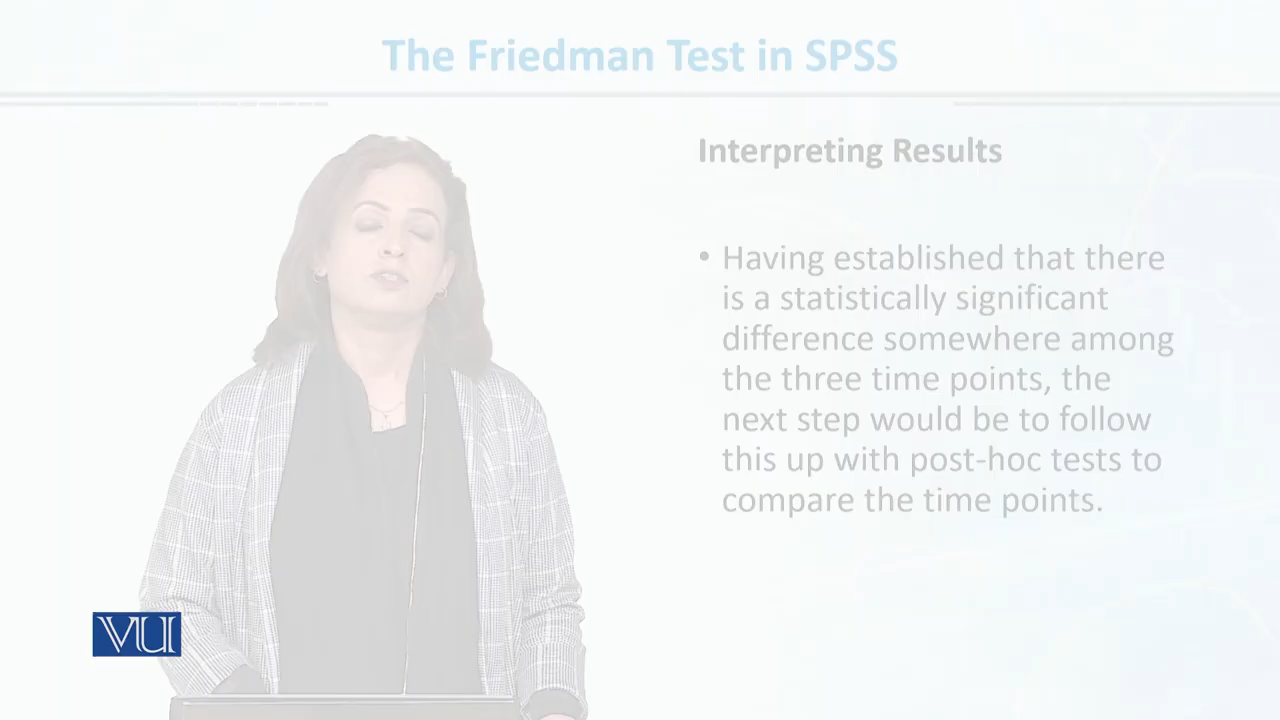 The Friedman Test in SPSS
Interpreting Results
• Having established that there
is a statistically significant
difference somewhere among
the three time points, the
next step would be to follow
this up with post-hoc tests to
compare the time points.
VU